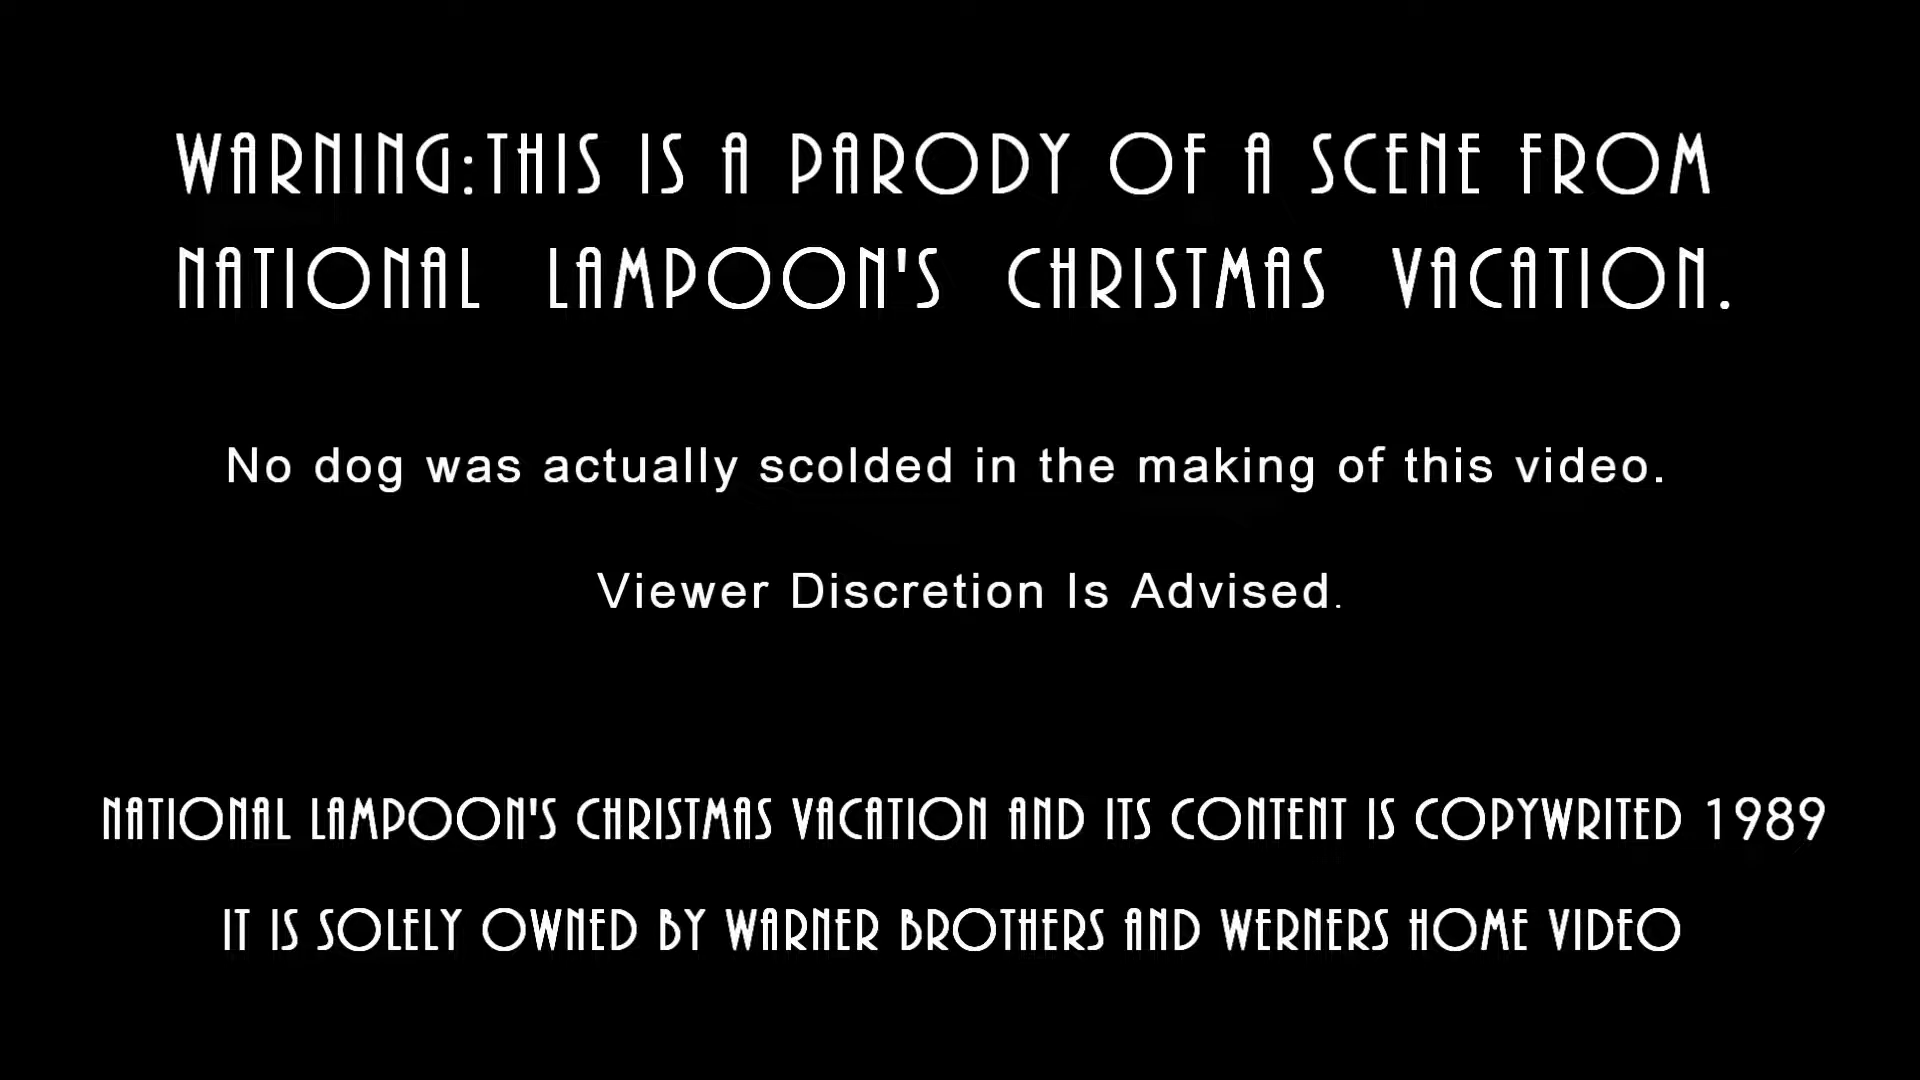 WARNING:THIS IS A PARODY OF A SCENE FROM
NATIONAL LAMPOON'S CHRISTMAS VACATION.
No dog was actually scolded in the making of this video.
Viewer Discretion Is Advised.
NATIONAL LAMPOON'S CHRISTMAS VACATION AND ITS CONTENT IS COPYWRITED 1989
IT IS SOLELY OWNED BY WARNER BROTHERS AND WERNERS HOME VIDEO